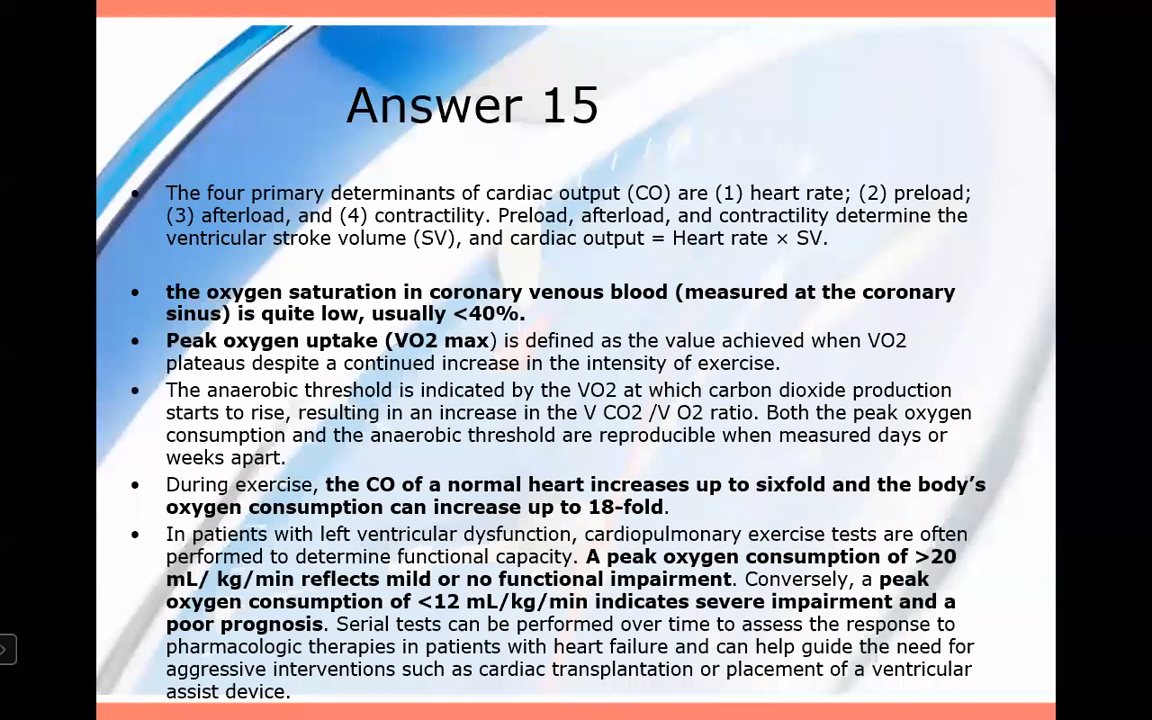 Answer 15
• The four primary determinants of cardiac output (CO) are (1) heart rate; (2) preload;
(3) afterload, and (4) contractility. Preload, afterload, and contractility determine the
ventricular stroke volume (SV), and cardiac output = Heart rate × SV.
• the oxygen saturation in coronary venous blood (measured at the coronary
sinus) is quite low, usually <40%.
• Peak oxygen uptake (VO2 max) is defined as the value achieved when VO2
plateaus despite a continued increase in the intensity of exercise.
• The anaerobic threshold is indicated by the VO2 at which carbon dioxide production
starts to rise, resulting in an increase in the V CO2 /V O2 ratio. Both the peak oxygen
consumption and the anaerobic threshold are reproducible when measured days or
weeks apart.
• During exercise, the CO of a normal heart increases up to sixfold and the body’s
oxygen consumption can increase up to 18-fold.
• In patients with left ventricular dysfunction, cardiopulmonary exercise tests are often
performed to determine functional capacity. A peak oxygen consumption of >20
mL/ kg/min reflects mild or no functional impairment. Conversely, a peak
oxygen consumption of <12 mL/kg/min indicates severe impairment and a
poor prognosis. Serial tests can be performed over time to assess the response to
pharmacologic therapies in patients with heart failure and can help guide the need for
aggressive interventions such as cardiac transplantation or placement of a ventricular
assist device.